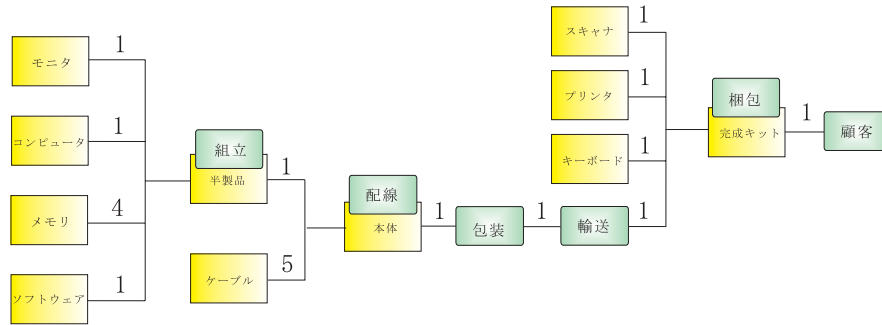 モニタ
1
コンピュータ
1
メモリ
4
ソフトウェア
1
組立
半製品
1
ケーブル
5
配線
本体
1
包装
1
輸送
1
スキャナ
1
プリンタ
1
キーボード
1
梱包
完成キット
1
顧客